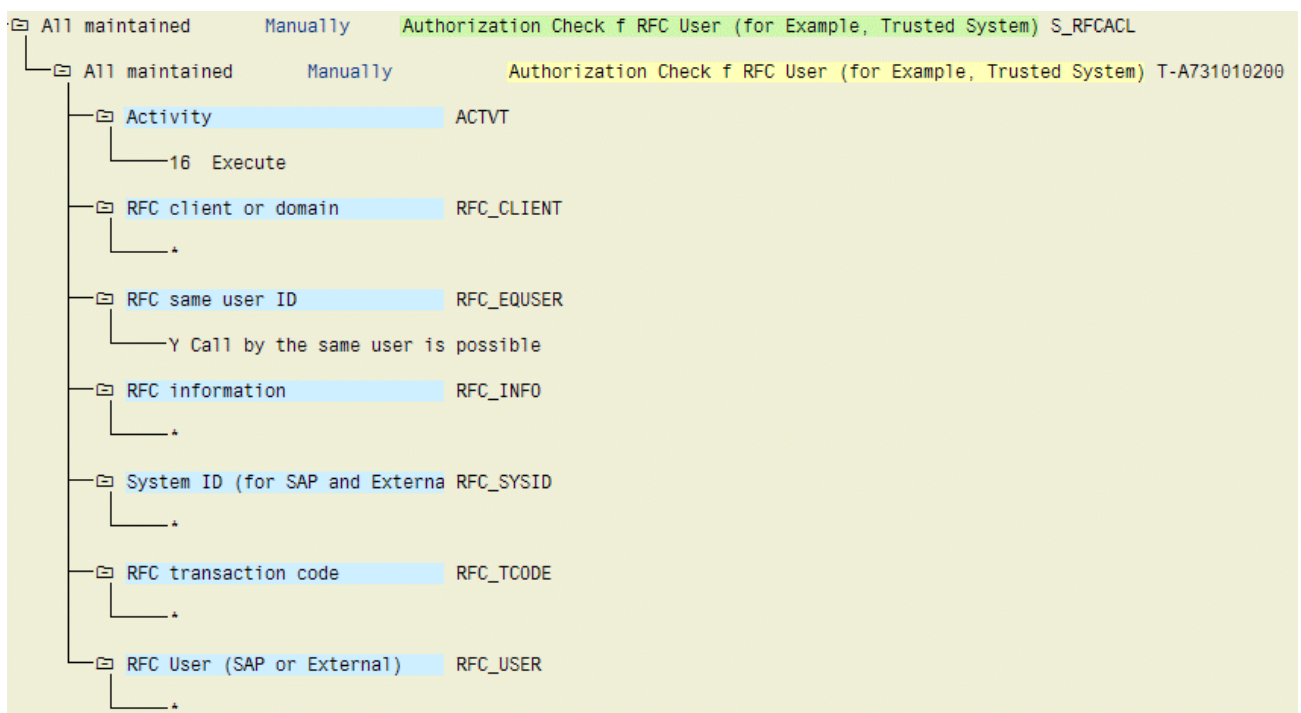 All maintained Manually Authorization Check f RFC User (for Example, Trusted System) S_RFCACL
All maintained Manually Authorization Check f RFC User (for Example, Trusted System) T-A731010200
Activity ACTVT
16 Execute
RFC client or domain RFC_CLIENT
*
RFC same user ID RFC_EQUSER
Y Call by the same user is possible
RFC information RFC_INFO
*
System ID (for SAP and Externa RFC_SYSID
*
RFC transaction code RFC_TCODE
*
RFC User (SAP or External) RFC_USER
*